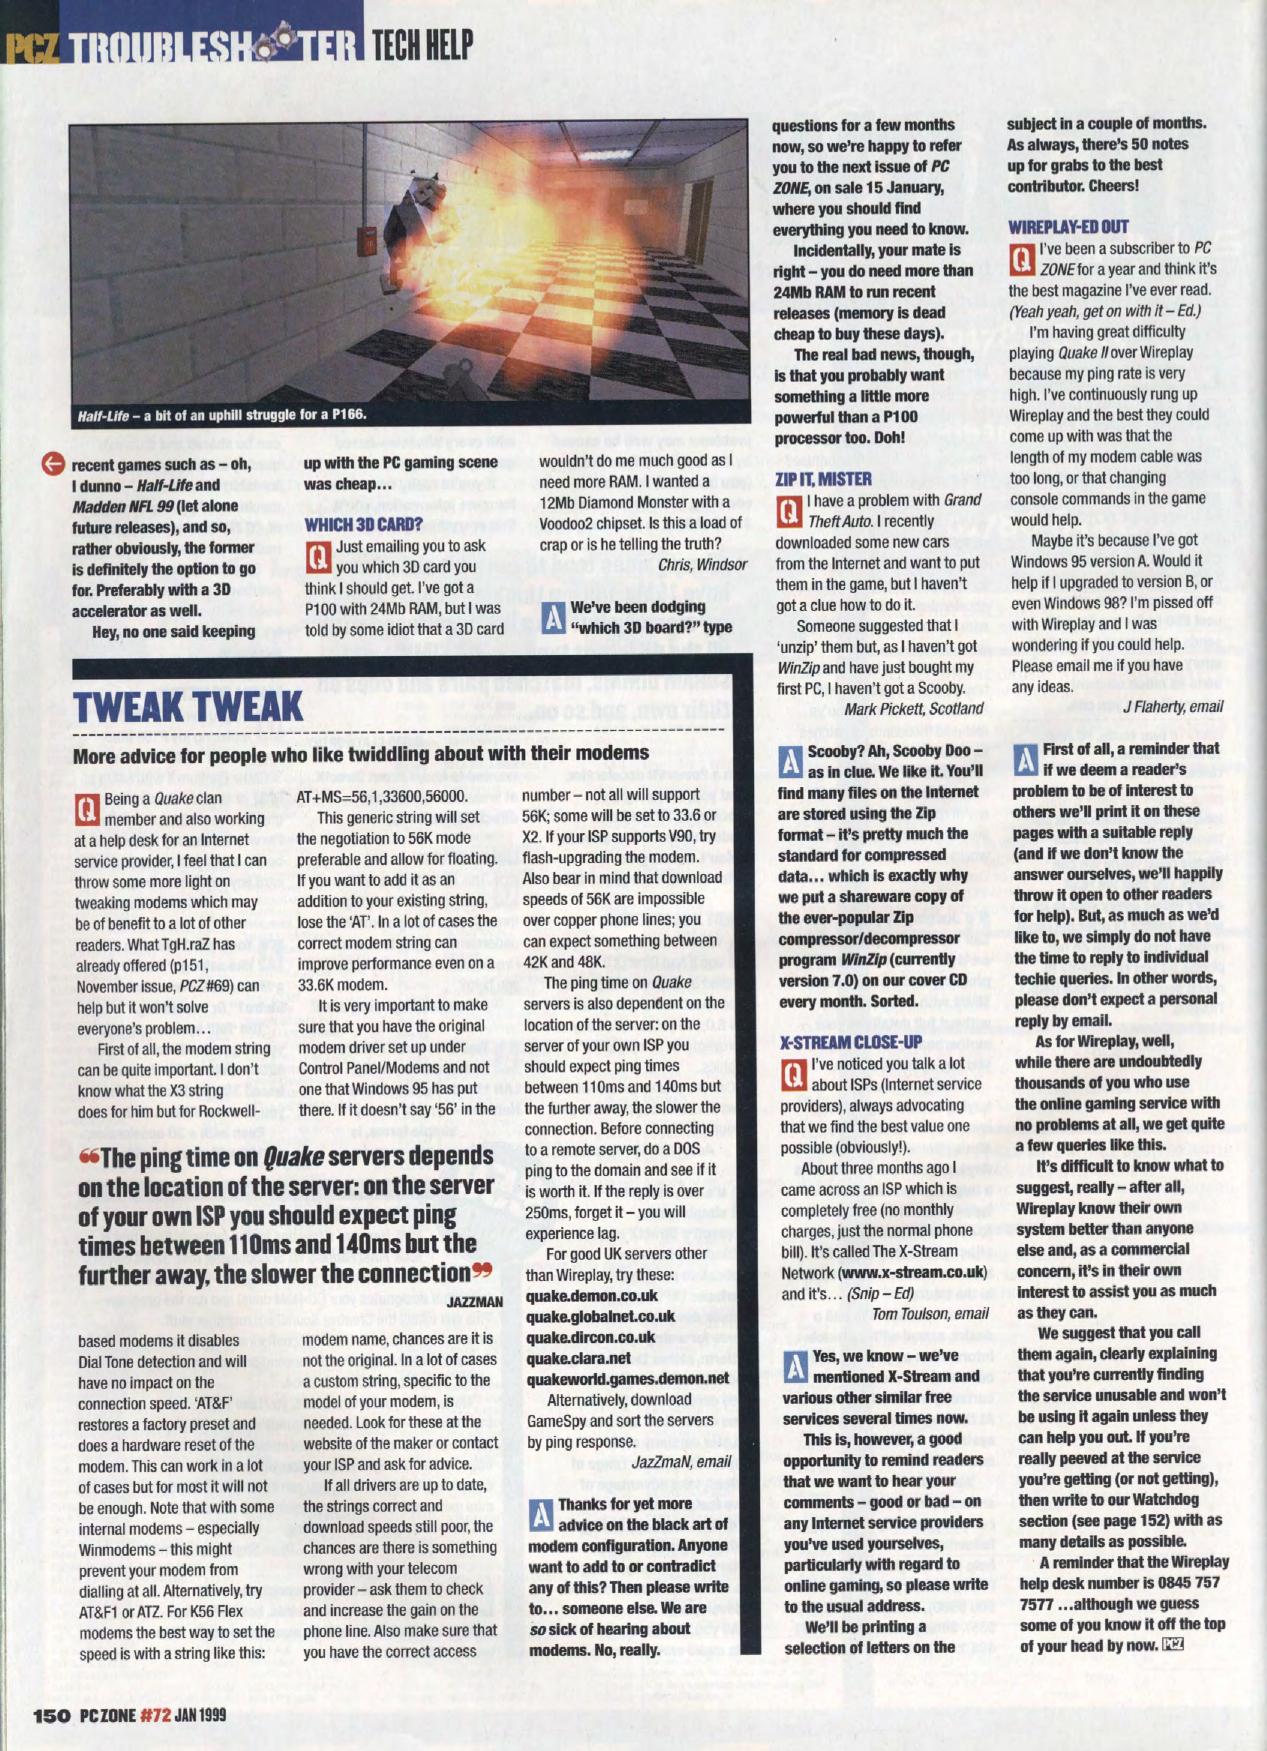 PCZ TROUBLESHOOTER TECH HELP
Half-Life – a bit of an uphill struggle for a P166.
recent games such as – oh,
I dunno – Half-Life and
Madden NFL 99 (let alone
future releases), and so,
rather obviously, the former
is definitely the option to go
for. Preferably with a 3D
accelerator as well.
Hey, no one said keeping
up with the PC gaming scene
was cheap…
WHICH 3D CARD?
Q Just emailing you to ask
you which 3D card you
think I should get. I've got a
P100 with 24Mb RAM, but I was
told by some idiot that a 3D card
wouldn't do me much good as I
need more RAM. I wanted a
12Mb Diamond Monster with a
Voodoo2 chipset. Is this a load of
crap or is he telling the truth?
Chris, Windsor
A We've been dodging
"which 3D board?" type
questions for a few months
now, so we're happy to refer
you to the next issue of PC
ZONE, on sale 15 January,
where you should find
everything you need to know.
Incidentally, your mate is
right – you do need more than
24Mb RAM to run recent
releases (memory is dead
cheap to buy these days).
The real bad news, though,
is that you probably want
something a little more
powerful than a P100
processor too. Doh!
ZIP IT, MISTER
Q I have a problem with Grand
Theft Auto. I recently
downloaded some new cars
from the Internet and want to put
them in the game, but I haven't
got a clue how to do it.
Someone suggested that I
'unzip' them but, as I haven't got
WinZip and have just bought my
first PC, I haven't got a Scooby.
Mark Pickett, Scotland
A Scooby? Ah, Scooby Doo –
as in clue. We like it. You'll
find many files on the Internet
are stored using the Zip
format – it's pretty much the
standard for compressed
data… which is exactly why
we put a shareware copy of
the ever-popular Zip
compressor/decompressor
program WinZip (currently
version 7.0) on our cover CD
every month. Sorted.
X-STREAM CLOSE-UP
Q I've noticed you talk a lot
about ISPs (Internet service
providers), always advocating
that we find the best value one
possible (obviously!).
About three months ago I
came across an ISP which is
completely free (no monthly
charges, just the normal phone
bill). It's called The X-Stream
Network (www.x-stream.co.uk)
and it's… (Snip – Ed)
Tom Toulson, email
A Yes, we know – we've
mentioned X-Stream and
various other similar free
services several times now.
This is, however, a good
opportunity to remind readers
that we want to hear your
comments – good or bad – on
any Internet service providers
you've used yourselves,
particularly with regard to
online gaming, so please write
to the usual address.
We'll be printing a
selection of letters on the
subject in a couple of months.
As always, there's 50 notes
up for grabs to the best
contributor. Cheers!
WIREPLAY-ED OUT
Q I've been a subscriber to PC
ZONE for a year and think it's
the best magazine I've ever read.
(Yeah yeah, get on with it – Ed.)
I'm having great difficulty
playing Quake II over Wireplay
because my ping rate is very
high. I've continuously rung up
Wireplay and the best they could
come up with was that the
length of my modem cable was
too long, or that changing
console commands in the game
would help.
Maybe it's because I've got
Windows 95 version A. Would it
help if I upgraded to version B, or
even Windows 98? I'm pissed off
with Wireplay and I was
wondering if you could help.
Please email me if you have
any ideas.
J Flaherty, email
A First of all, a reminder that
if we deem a reader's
problem to be of interest to
others we'll print it on these
pages with a suitable reply
(and if we don't know the
answer ourselves, we'll happily
throw it open to other readers
for help). But, as much as we'd
like to, we simply do not have
the time to reply to individual
techie queries. In other words,
please don't expect a personal
reply by email.
As for Wireplay, well,
while there are undoubtedly
thousands of you who use
the online gaming service with
no problems at all, we get quite
a few queries like this.
It's difficult to know what to
suggest, really – after all,
Wireplay know their own
system better than anyone
else and, as a commercial
concern, it's in their own
interest to assist you as much
as they can.
We suggest that you call
them again, clearly explaining
that you're currently finding
the service unusable and won't
be using it again unless they
can help you out. If you're
really peeved at the service
you're getting (or not getting),
then write to our Watchdog
section (see page 152) with as
many details as possible.
A reminder that the Wireplay
help desk number is 0845 757
7577 …although we guess
some of you know it off the top
of your head by now. PCZ
TWEAK TWEAK
More advice for people who like twiddling about with their modems
Q Being a Quake clan
member and also working
at a help desk for an Internet
service provider, I feel that I can
throw some more light on
tweaking modems which may
be of benefit to a lot of other
readers. What TgH.raZ has
already offered (p151,
November issue, PCZ #69) can
help but it won't solve
everyone's problem…
First of all, the modem string
can be quite important. I don't
know what the X3 string
does for him but for Rockwell-
based modems it disables
Dial Tone detection and will
have no impact on the
connection speed. 'AT&F'
restores a factory preset and
does a hardware reset of the
modem. This can work in a lot
of cases but for most it will not
be enough. Note that with some
internal modems – especially
Winmodems – this might
prevent your modem from
dialling at all. Alternatively, try
AT&F1 or ATZ. For K56 Flex
modems the best way to set the
speed is with a string like this:
AT+MS=56,1,33600,56000.
This generic string will set
the negotiation to 56K mode
preferable and allow for floating.
If you want to add it as an
addition to your existing string,
lose the 'AT'. In a lot of cases the
correct modem string can
improve performance even on a
33.6K modem.
It is very important to make
sure that you have the original
modem driver set up under
Control Panel/Modems and not
one that Windows 95 has put
there. If it doesn't say '56' in the
modem name, chances are it is
not the original. In a lot of cases
a custom string, specific to the
model of your modem, is
needed. Look for these at the
website of the maker or contact
your ISP and ask for advice.
If all drivers are up to date,
the strings correct and
download speeds still poor, the
chances are there is something
wrong with your telecom
provider – ask them to check
and increase the gain on the
phone line. Also make sure that
you have the correct access
number – not all will support
56K; some will be set to 33.6 or
X2. If your ISP supports V90, try
flash-upgrading the modem.
Also bear in mind that download
speeds of 56K are impossible
over copper phone lines; you
can expect something between
42K and 48K.
The ping time on Quake
servers is also dependent on the
location of the server: on the
server of your own ISP you
should expect ping times
between 110ms and 140ms but
the further away, the slower the
connection. Before connecting
to a remote server, do a DOS
ping to the domain and see if it
is worth it. If the reply is over
250ms, forget it – you will
experience lag.
For good UK servers other
than Wireplay, try these:
quake.demon.co.uk
quake.globalnet.co.uk
quake.dircon.co.uk
quake.clara.net
quakeworld.games.demon.net
Alternatively, download
GameSpy and sort the servers
by ping response.
JazZmaN, email
A Thanks for yet more
advice on the black art of
modem configuration. Anyone
want to add to or contradict
any of this? Then please write
to… someone else. We are
so sick of hearing about
modems. No, really.
"The ping time on Quake servers depends
on the location of the server: on the server
of your own ISP you should expect ping
times between 110ms and 140ms but the
further away, the slower the connection"
JAZZMAN
150 PC ZONE #72 JAN 1999